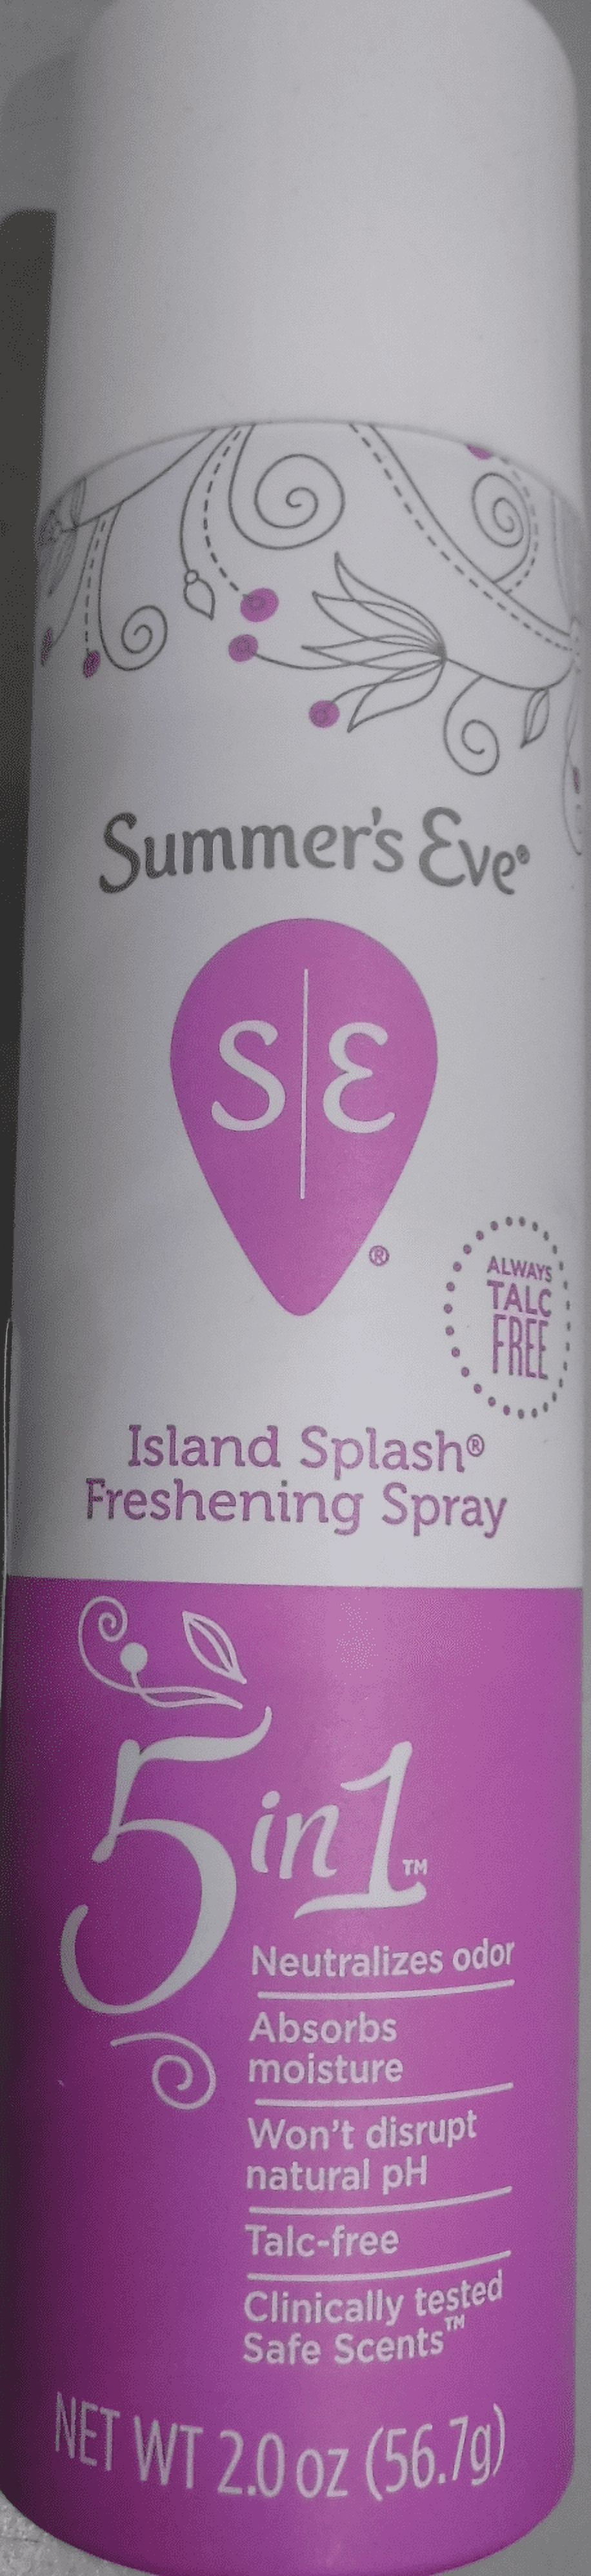 Summer's Eve®
S|E
®
ALWAYS
TALC
FREE
Island Splash®
Freshening Spray
5 in 1™
Neutralizes odor
Absorbs
moisture
Won't disrupt
natural pH
Talc-free
Clinically tested
Safe Scents™
NET WT 2.0 oz (56.7g)